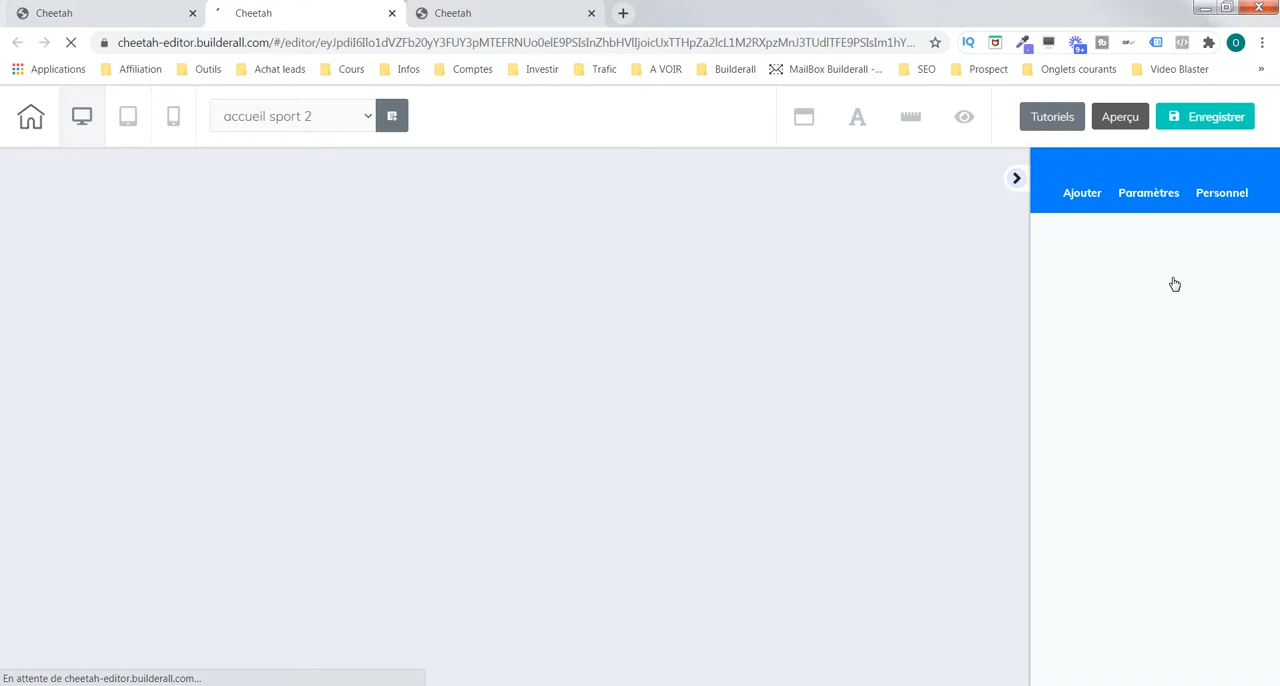 Cheetah
Cheetah
Cheetah
cheetah-editor.builderall.com/#/editor/
IQ
9+
O
Applications
Affiliation
Outils
Achat leads
Cours
Infos
Comptes
Investir
Trafic
A VOIR
Builderall
MailBox Builderall -...
SEO
Prospect
Onglets courants
Video Blaster
»
accueil sport 2
A
Tutoriels
Aperçu
Enregistrer
Ajouter
Paramètres
Personnel
En attente de cheetah-editor.builderall.com...